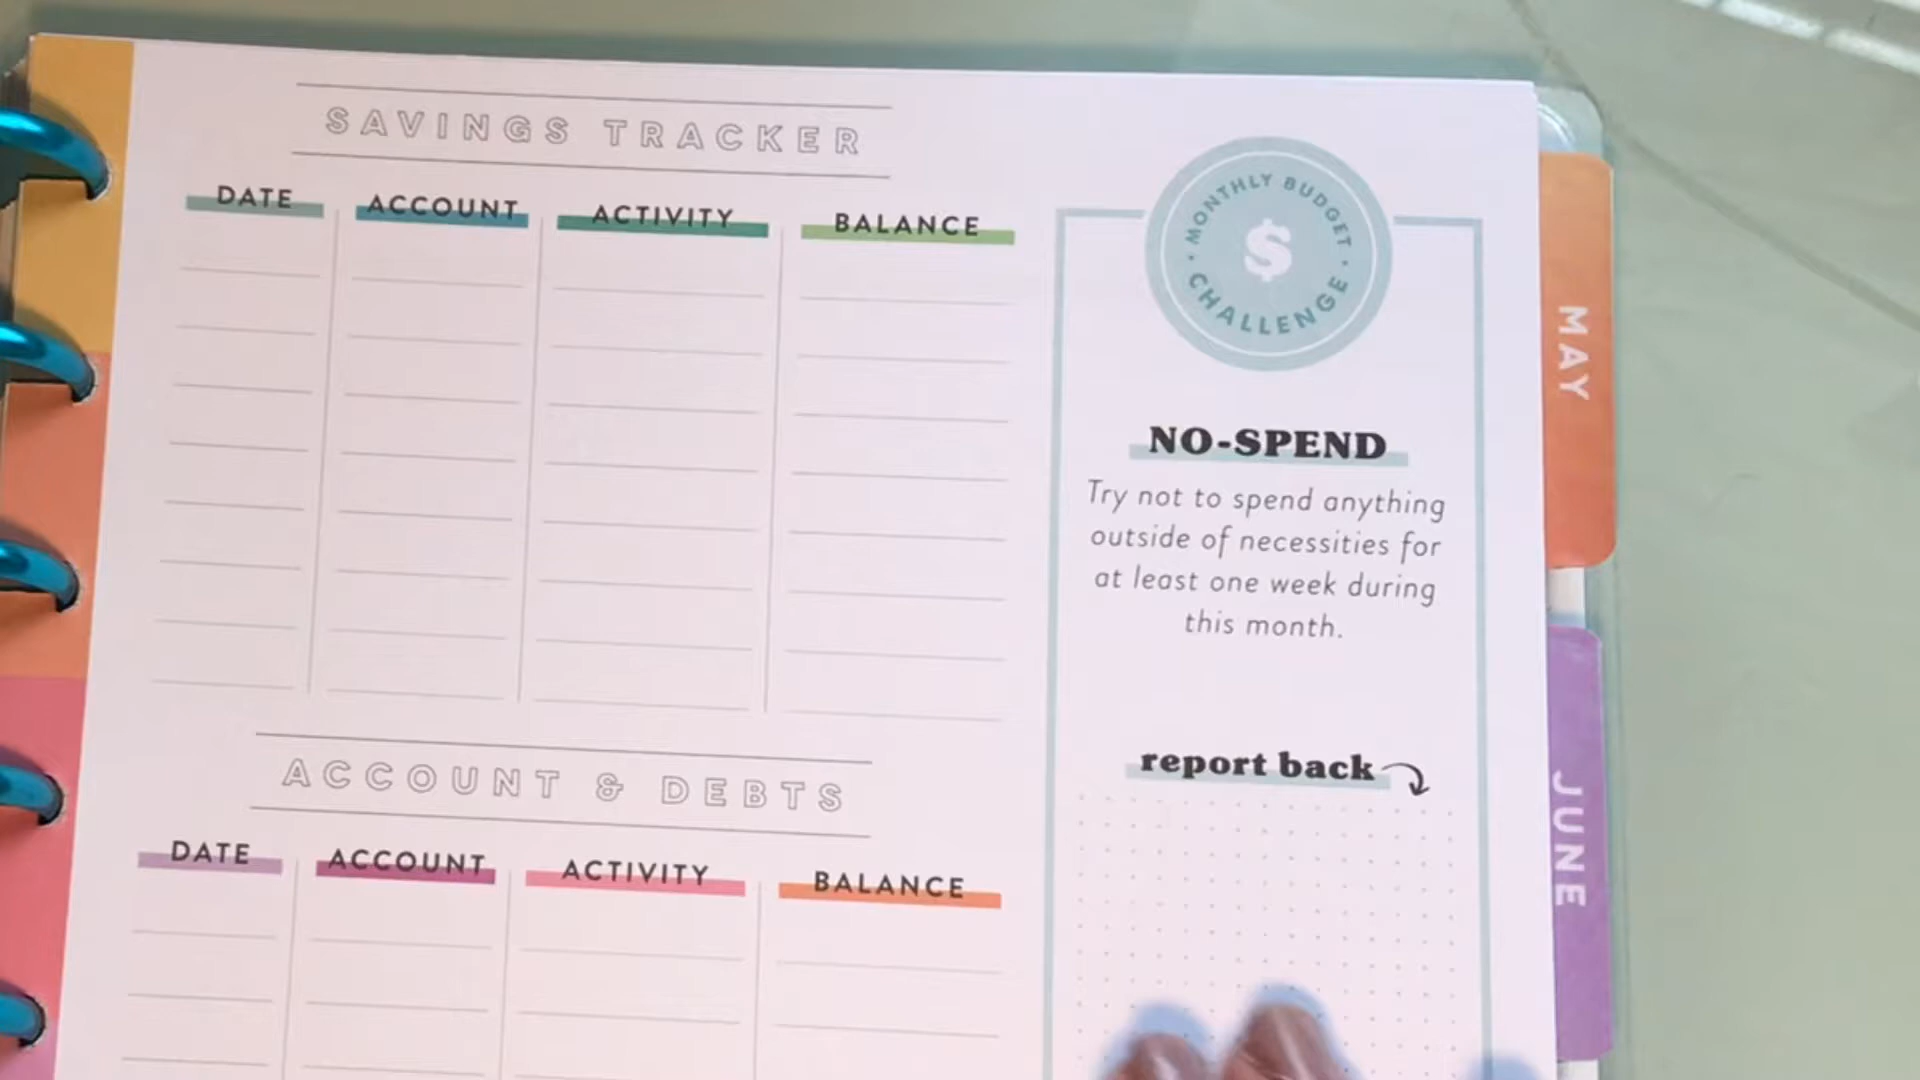 SAVINGS TRACKER
DATE ACCOUNT ACTIVITY BALANCE
ACCOUNT & DEBTS
DATE ACCOUNT ACTIVITY BALANCE
MONTHLY BUDGET
$
CHALLENGE
NO-SPEND
Try not to spend anything
outside of necessities for
at least one week during
this month.
report back
MAY
JUNE